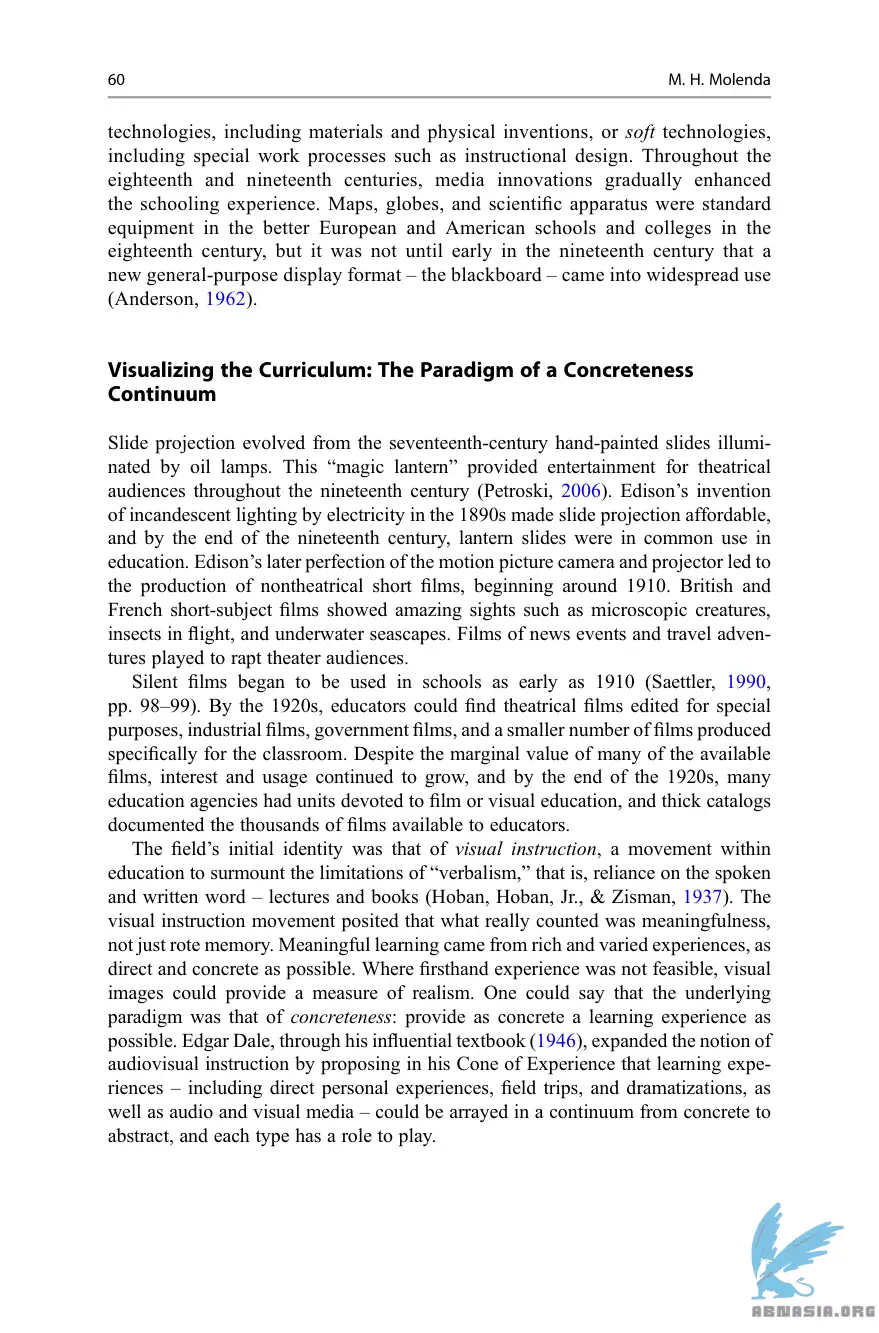 60
M. H. Molenda
technologies, including materials and physical inventions, or soft technologies,
including special work processes such as instructional design. Throughout the
eighteenth and nineteenth centuries, media innovations gradually enhanced
the schooling experience. Maps, globes, and scientific apparatus were standard
equipment in the better European and American schools and colleges in the
eighteenth century, but it was not until early in the nineteenth century that a
new general-purpose display format – the blackboard – came into widespread use
(Anderson, 1962).
Visualizing the Curriculum: The Paradigm of a Concreteness
Continuum
Slide projection evolved from the seventeenth-century hand-painted slides illumi-
nated by oil lamps. This “magic lantern” provided entertainment for theatrical
audiences throughout the nineteenth century (Petroski, 2006). Edison’s invention
of incandescent lighting by electricity in the 1890s made slide projection affordable,
and by the end of the nineteenth century, lantern slides were in common use in
education. Edison’s later perfection of the motion picture camera and projector led to
the production of nontheatrical short films, beginning around 1910. British and
French short-subject films showed amazing sights such as microscopic creatures,
insects in flight, and underwater seascapes. Films of news events and travel adven-
tures played to rapt theater audiences.
Silent films began to be used in schools as early as 1910 (Saettler, 1990,
pp. 98–99). By the 1920s, educators could find theatrical films edited for special
purposes, industrial films, government films, and a smaller number of films produced
specifically for the classroom. Despite the marginal value of many of the available
films, interest and usage continued to grow, and by the end of the 1920s, many
education agencies had units devoted to film or visual education, and thick catalogs
documented the thousands of films available to educators.
The field’s initial identity was that of visual instruction, a movement within
education to surmount the limitations of “verbalism,” that is, reliance on the spoken
and written word – lectures and books (Hoban, Hoban, Jr., & Zisman, 1937). The
visual instruction movement posited that what really counted was meaningfulness,
not just rote memory. Meaningful learning came from rich and varied experiences, as
direct and concrete as possible. Where firsthand experience was not feasible, visual
images could provide a measure of realism. One could say that the underlying
paradigm was that of concreteness: provide as concrete a learning experience as
possible. Edgar Dale, through his influential textbook (1946), expanded the notion of
audiovisual instruction by proposing in his Cone of Experience that learning expe-
riences – including direct personal experiences, field trips, and dramatizations, as
well as audio and visual media – could be arrayed in a continuum from concrete to
abstract, and each type has a role to play.
ABNASIA.ORG